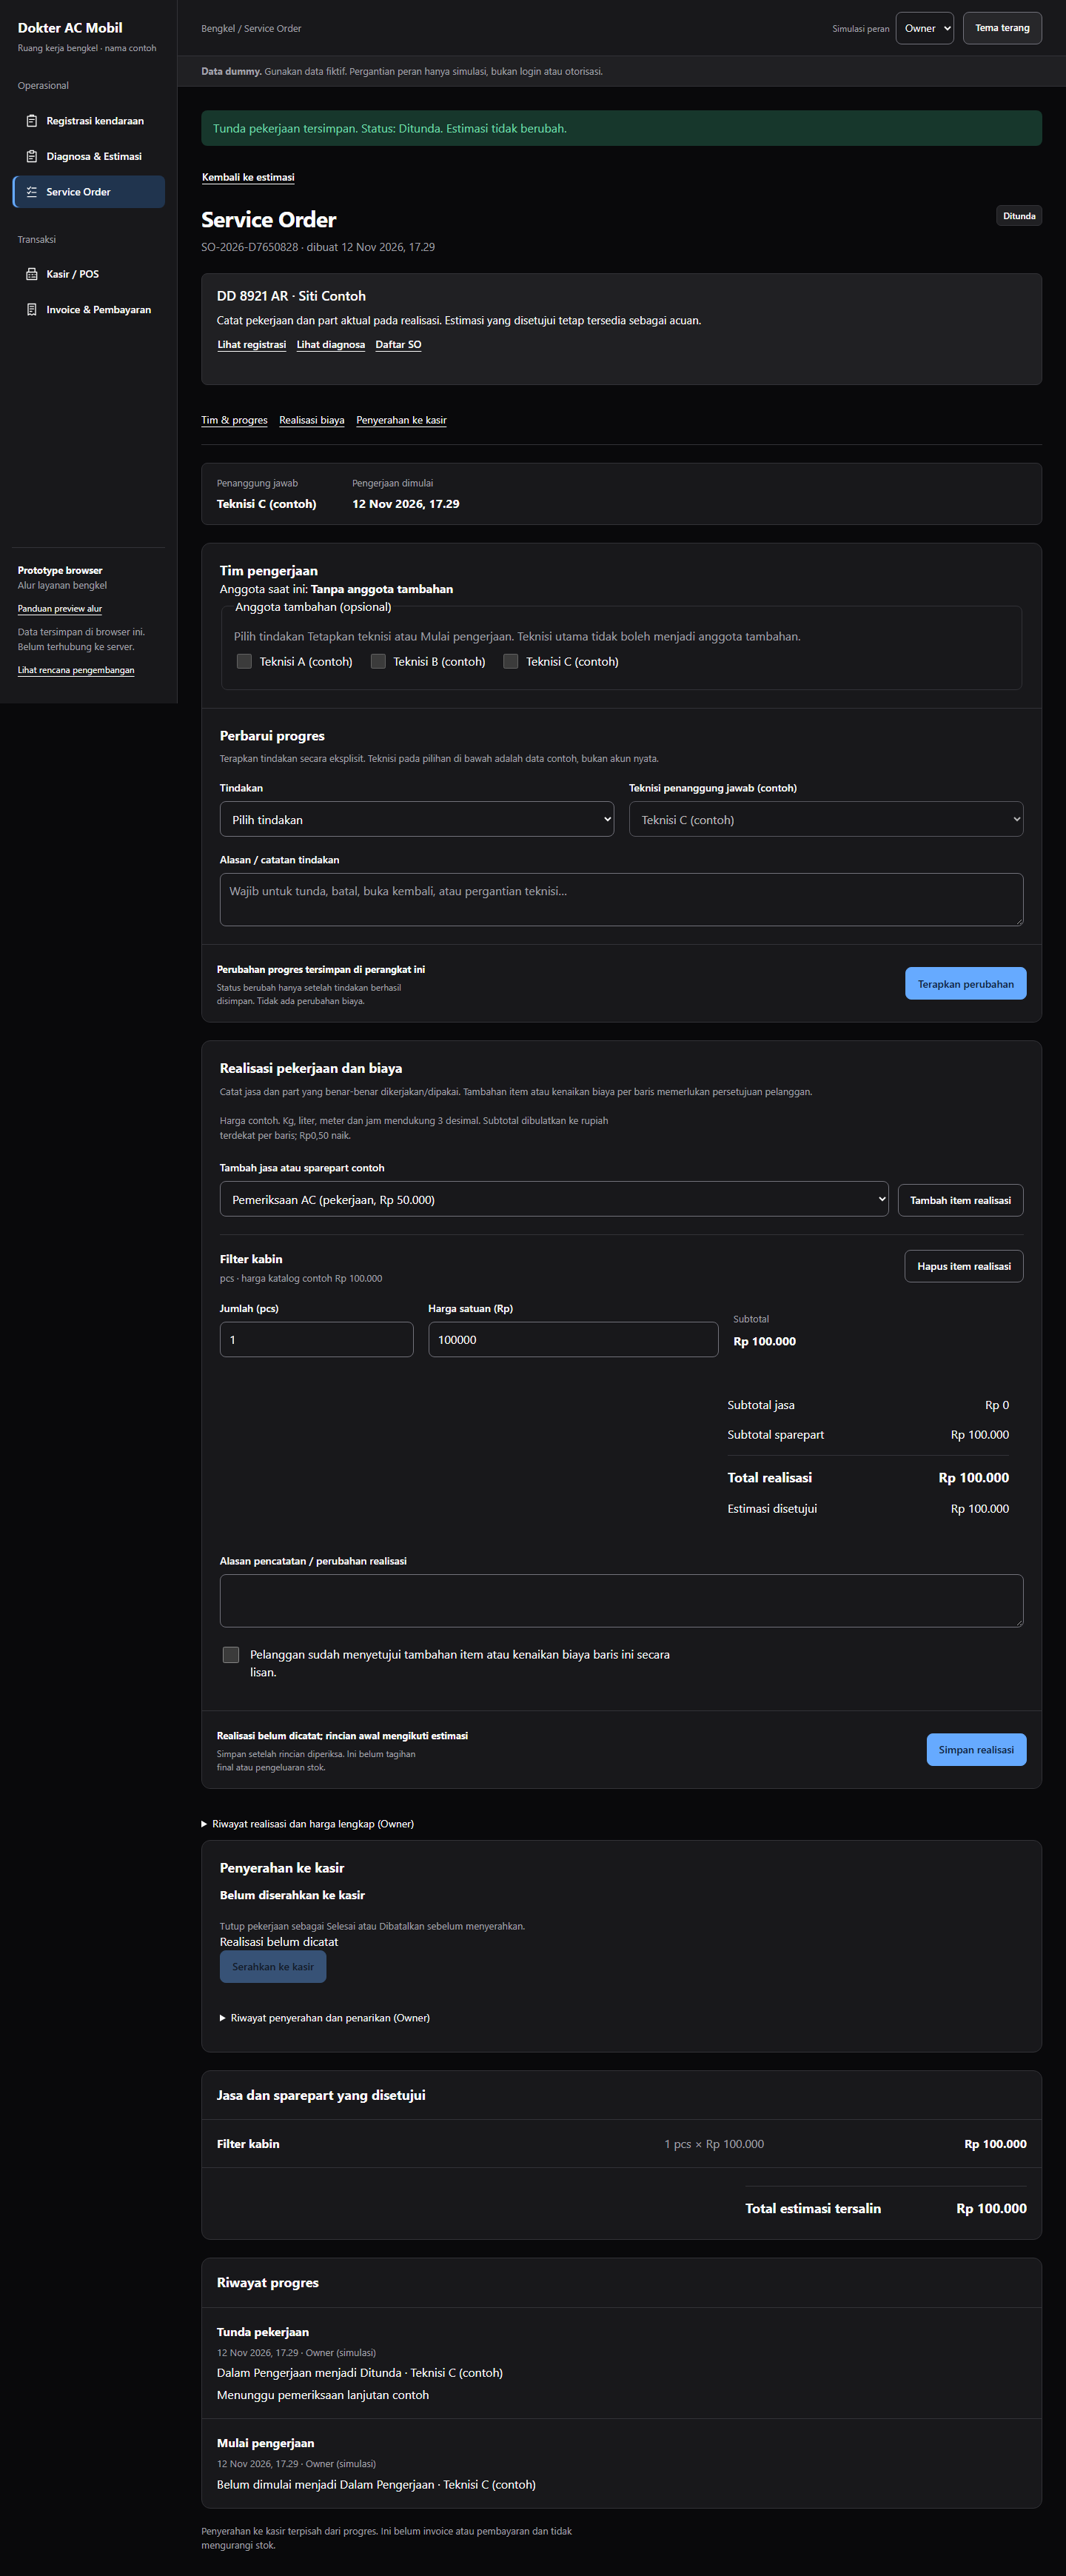 Dokter AC Mobil
Ruang kerja bengkel · nama contoh
Operasional
Registrasi kendaraan
Diagnosa & Estimasi
Service Order
Transaksi
Kasir / POS
Invoice & Pembayaran
Prototype browser
Alur layanan bengkel
Panduan preview alur
Data tersimpan di browser ini.
Belum terhubung ke server.
Lihat rencana pengembangan
Bengkel / Service Order
Simulasi peran
Owner
Tema terang
Data dummy. Gunakan data fiktif. Pergantian peran hanya simulasi, bukan login atau otorisasi.
Tunda pekerjaan tersimpan. Status: Ditunda. Estimasi tidak berubah.
Kembali ke estimasi
Service Order
Ditunda
SO-2026-D7650828 · dibuat 12 Nov 2026, 17.29
DD 8921 AR · Siti Contoh
Catat pekerjaan dan part aktual pada realisasi. Estimasi yang disetujui tetap tersedia sebagai acuan.
Lihat registrasi Lihat diagnosa Daftar SO
Tim & progres Realisasi biaya Penyerahan ke kasir
Penanggung jawab
Teknisi C (contoh)
Pengerjaan dimulai
12 Nov 2026, 17.29
Tim pengerjaan
Anggota saat ini: Tanpa anggota tambahan
Anggota tambahan (opsional)
Pilih tindakan Tetapkan teknisi atau Mulai pengerjaan. Teknisi utama tidak boleh menjadi anggota tambahan.
Teknisi A (contoh) Teknisi B (contoh) Teknisi C (contoh)
Perbarui progres
Terapkan tindakan secara eksplisit. Teknisi pada pilihan di bawah adalah data contoh, bukan akun nyata.
Tindakan
Pilih tindakan
Teknisi penanggung jawab (contoh)
Teknisi C (contoh)
Alasan / catatan tindakan
Wajib untuk tunda, batal, buka kembali, atau pergantian teknisi...
Perubahan progres tersimpan di perangkat ini
Status berubah hanya setelah tindakan berhasil
disimpan. Tidak ada perubahan biaya.
Terapkan perubahan
Realisasi pekerjaan dan biaya
Catat jasa dan part yang benar-benar dikerjakan/dipakai. Tambahan item atau kenaikan biaya per baris memerlukan persetujuan pelanggan.
Harga contoh. Kg, liter, meter dan jam mendukung 3 desimal. Subtotal dibulatkan ke rupiah
terdekat per baris; Rp0,50 naik.
Tambah jasa atau sparepart contoh
Pemeriksaan AC (pekerjaan, Rp 50.000)
Tambah item realisasi
Filter kabin
pcs · harga katalog contoh Rp 100.000
Hapus item realisasi
Jumlah (pcs)
1
Harga satuan (Rp)
100000
Subtotal
Rp 100.000
Subtotal jasa Rp 0
Subtotal sparepart Rp 100.000
Total realisasi Rp 100.000
Estimasi disetujui Rp 100.000
Alasan pencatatan / perubahan realisasi
Pelanggan sudah menyetujui tambahan item atau kenaikan biaya baris ini secara
lisan.
Realisasi belum dicatat; rincian awal mengikuti estimasi
Simpan setelah rincian diperiksa. Ini belum tagihan
final atau pengeluaran stok.
Simpan realisasi
Riwayat realisasi dan harga lengkap (Owner)
Penyerahan ke kasir
Belum diserahkan ke kasir
Tutup pekerjaan sebagai Selesai atau Dibatalkan sebelum menyerahkan.
Realisasi belum dicatat
Serahkan ke kasir
Riwayat penyerahan dan penarikan (Owner)
Jasa dan sparepart yang disetujui
Filter kabin 1 pcs × Rp 100.000 Rp 100.000
Total estimasi tersalin Rp 100.000
Riwayat progres
Tunda pekerjaan
12 Nov 2026, 17.29 · Owner (simulasi)
Dalam Pengerjaan menjadi Ditunda · Teknisi C (contoh)
Menunggu pemeriksaan lanjutan contoh
Mulai pengerjaan
12 Nov 2026, 17.29 · Owner (simulasi)
Belum dimulai menjadi Dalam Pengerjaan · Teknisi C (contoh)
Penyerahan ke kasir terpisah dari progres. Ini belum invoice atau pembayaran dan tidak
mengurangi stok.